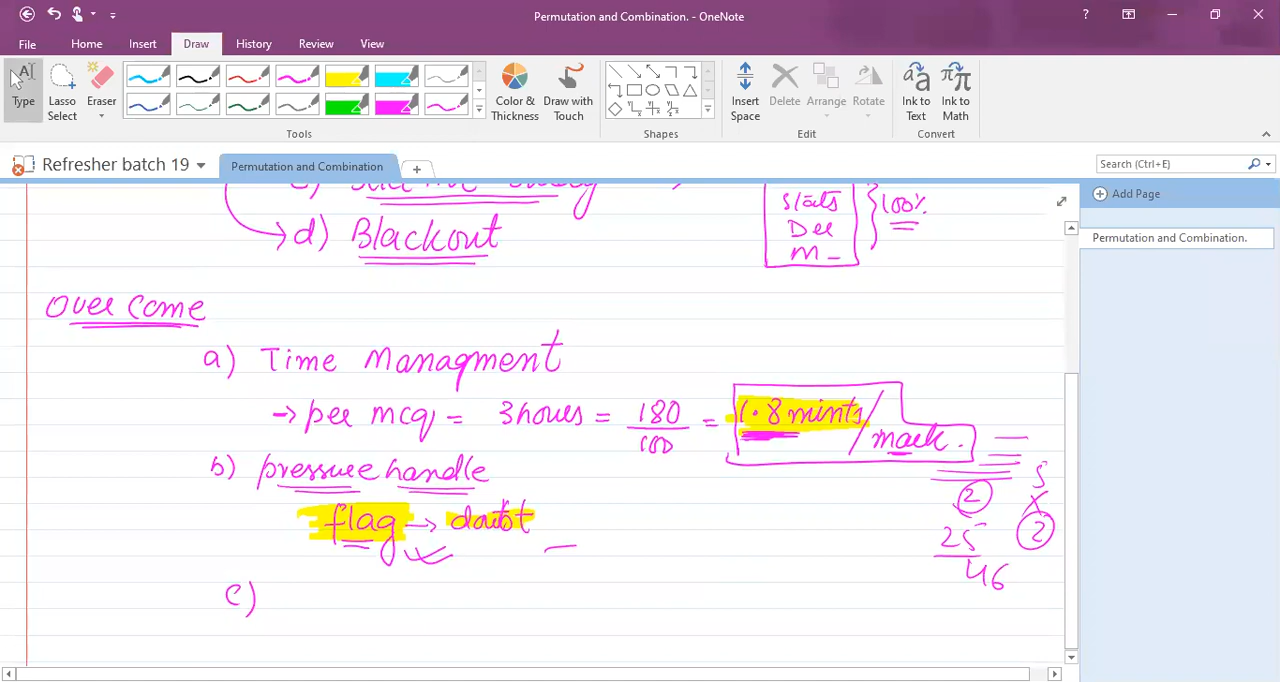 Permutation and Combination. - OneNote
File Home Insert Draw History Review View
Type Lasso Select Eraser Color & Thickness Draw with Touch Insert Space Delete Arrange Rotate Ink to Text Ink to Math
Tools Shapes Edit Convert
Refresher batch 19 Permutation and Combination Search (Ctrl+E)
Add Page
Permutation and Combination.
Stats
Dee
M
100%
d) Blackout
Over Come
a) Time Managment
→ per mcq = 3 hours = 180/100 = 1.8 mints/mark.
b) pressure handle
flag → doubt
5
×
2
2
25
46
c)